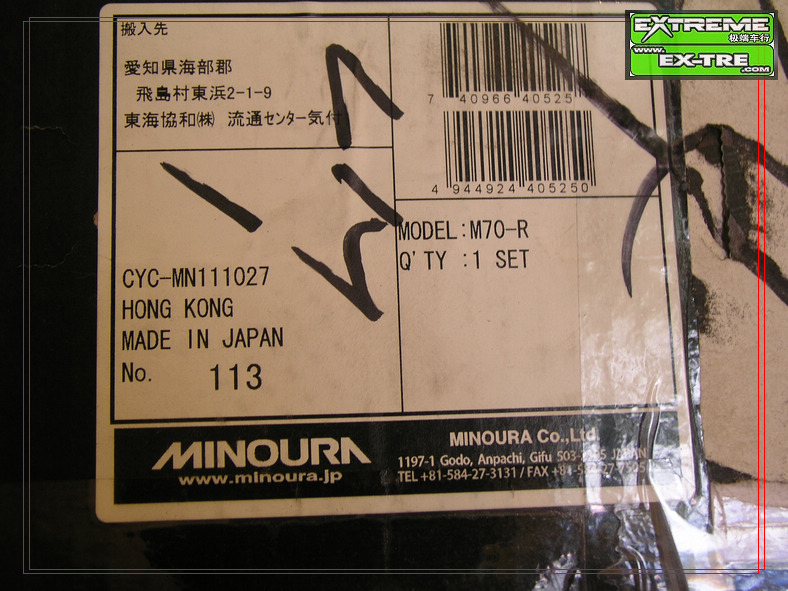 搬入先
愛知県海部郡
飛島村東浜2-1-9
東海協和㈱ 流通センター気付
7 40966 40525
4 944924 405250
MODEL:M70-R
Q'TY :1 SET
CYC-MN111027
HONG KONG
MADE IN JAPAN
No. 113
MINOURA
www.minoura.jp
MINOURA Co.,Ltd.
1197-1 Godo, Anpachi, Gifu 503- JAPAN
TEL +81-584-27-3131 / FAX +81-584-27-7505
EXTREME
极端车行
www.
EX-TRE
.COM